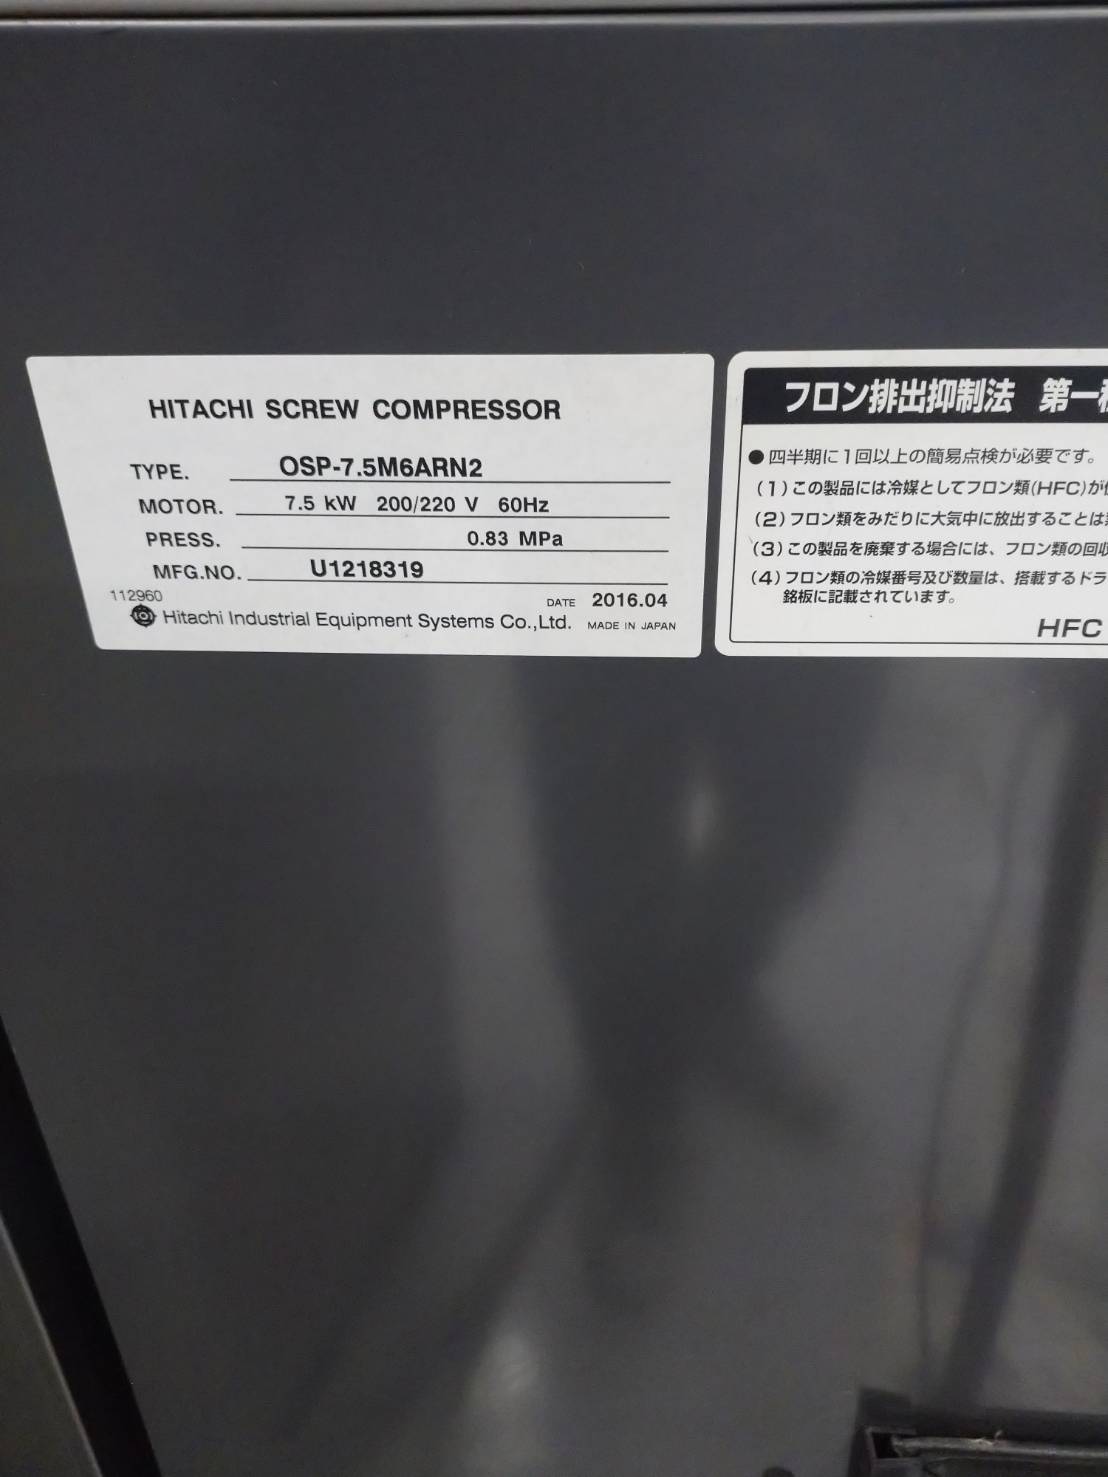 HITACHI SCREW COMPRESSOR
TYPE. OSP-7.5M6ARN2
MOTOR. 7.5 kW 200/220 V 60Hz
PRESS. 0.83 MPa
MFG.NO. U1218319
112960
DATE 2016.04
Hitachi Industrial Equipment Systems Co.,Ltd. MADE IN JAPAN
フロン排出抑制法 第一
●四半期に1回以上の簡易点検が必要です。
(1)この製品には冷媒としてフロン類(HFC)が
(2)フロン類をみだりに大気中に放出することは
(3)この製品を廃棄する場合には、フロン類の回
(4)フロン類の冷媒番号及び数量は、搭載するドラ
銘板に記載されています。
HFC